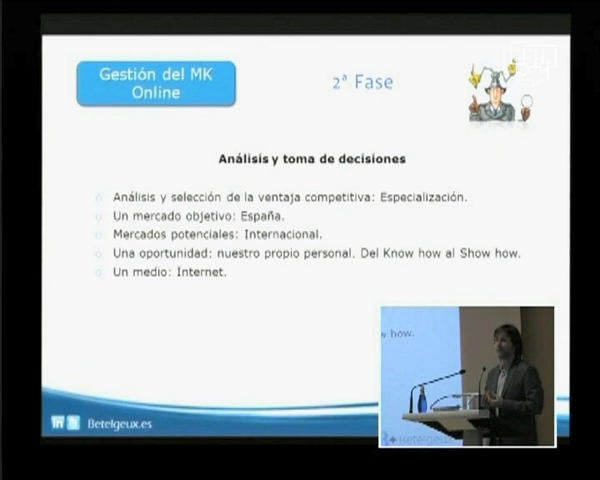 Gestión del MK
Online
2ª Fase
Análisis y toma de decisiones
Análisis y selección de la ventaja competitiva: Especialización.
Un mercado objetivo: España.
Mercados potenciales: Internacional.
Una oportunidad: nuestro propio personal. Del Know how al Show how.
Un medio: Internet.
how.
in
Betelgeux.es
Betelgeux